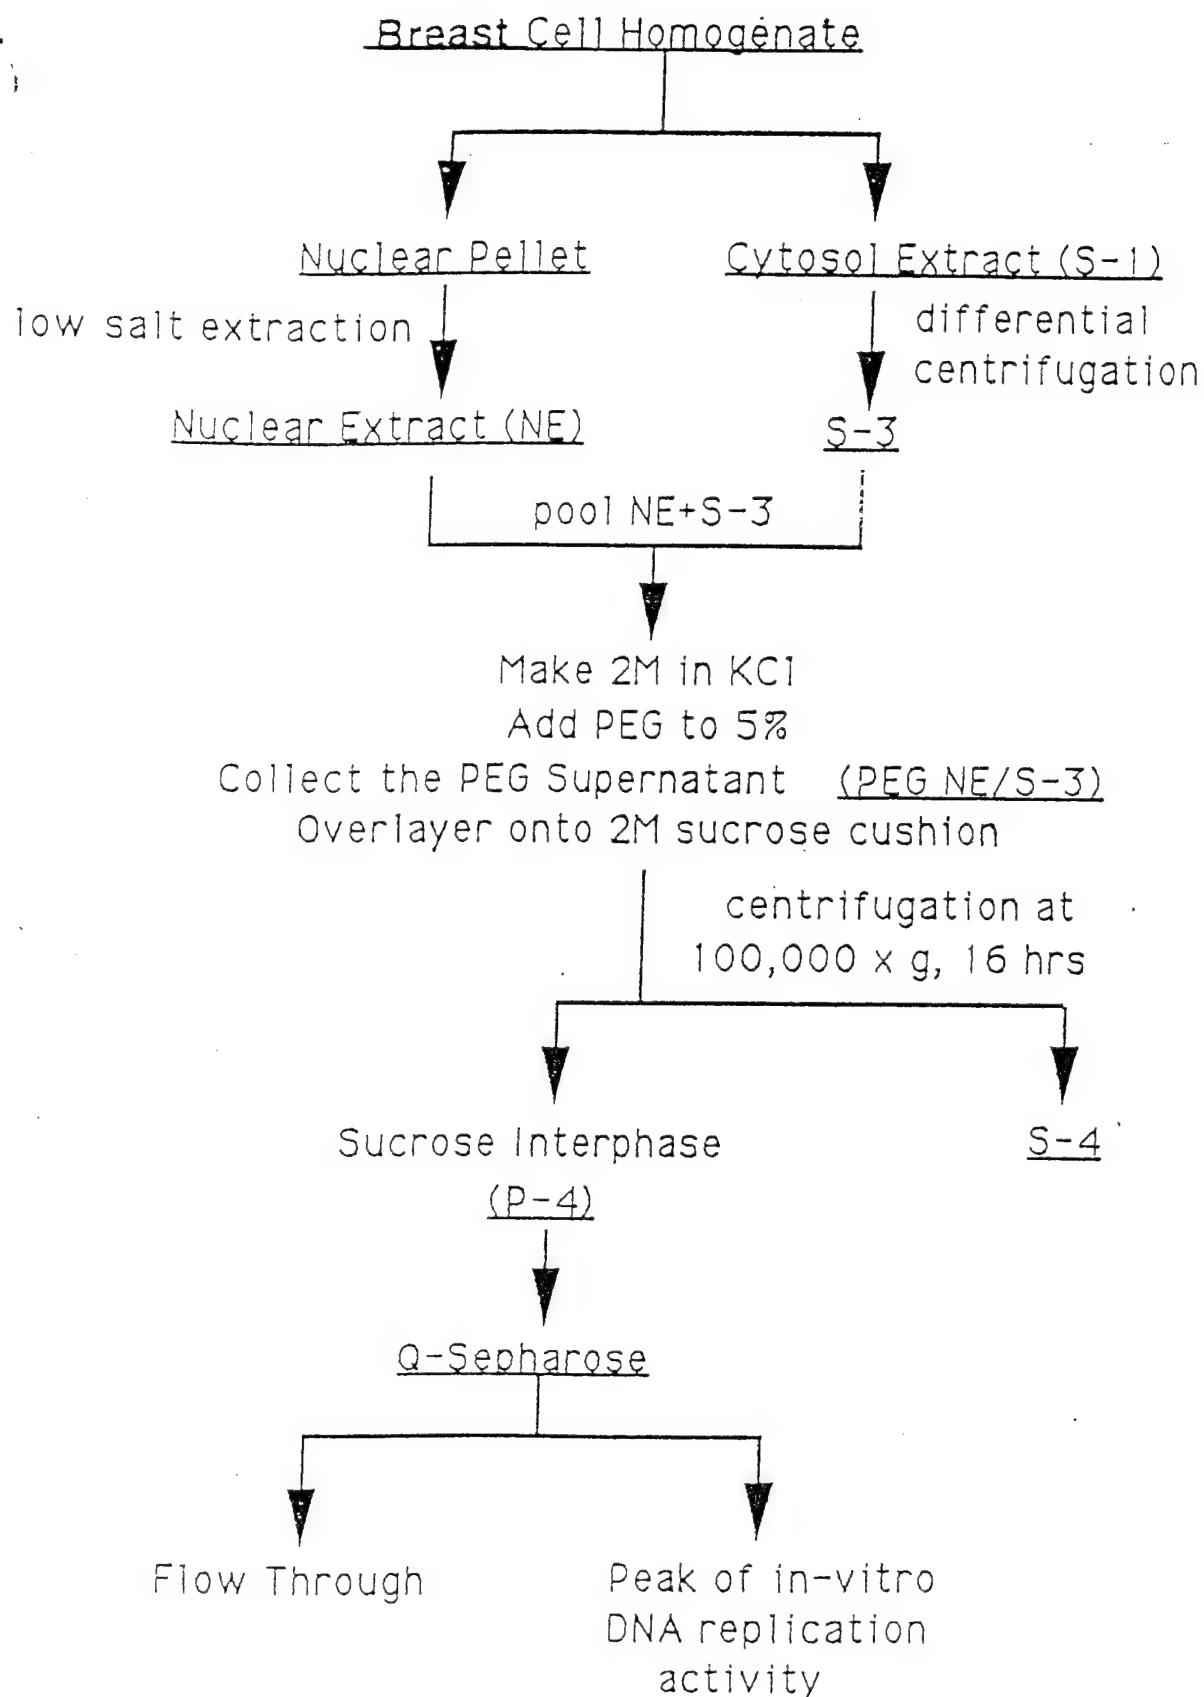 Breast Cell Homogenate
Nuclear Pellet
Cytosol Extract (S-1)
low salt extraction
differential
centrifugation
Nuclear Extract (NE)
S-3
pool NE+S-3
Make 2M in KCl
Add PEG to 5%
Collect the PEG Supernatant (PEG NE/S-3)
Overlayer onto 2M sucrose cushion
centrifugation at
100,000 x g, 16 hrs
Sucrose Interphase
(P-4)
S-4
Q-Sepharose
Flow Through
Peak of in-vitro
DNA replication
activity